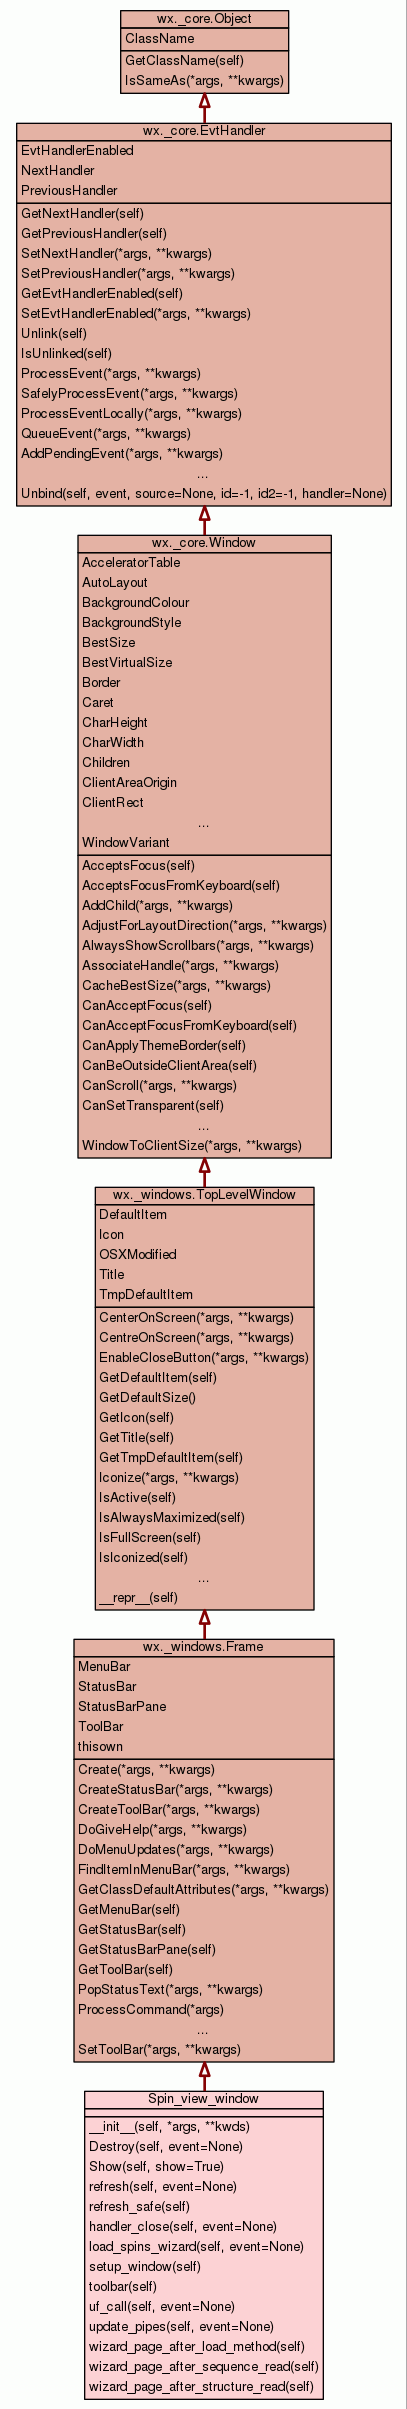 wx._core.Object
ClassName
GetClassName(self)
IsSameAs(*args, **kwargs)
wx._core.EvtHandler
EvtHandlerEnabled
NextHandler
PreviousHandler
GetNextHandler(self)
GetPreviousHandler(self)
SetNextHandler(*args, **kwargs)
SetPreviousHandler(*args, **kwargs)
GetEvtHandlerEnabled(self)
SetEvtHandlerEnabled(*args, **kwargs)
Unlink(self)
IsUnlinked(self)
ProcessEvent(*args, **kwargs)
SafelyProcessEvent(*args, **kwargs)
ProcessEventLocally(*args, **kwargs)
QueueEvent(*args, **kwargs)
AddPendingEvent(*args, **kwargs)
...
Unbind(self, event, source=None, id=-1, id2=-1, handler=None)
wx._core.Window
AcceleratorTable
AutoLayout
BackgroundColour
BackgroundStyle
BestSize
BestVirtualSize
Border
Caret
CharHeight
CharWidth
Children
ClientAreaOrigin
ClientRect
...
WindowVariant
AcceptsFocus(self)
AcceptsFocusFromKeyboard(self)
AddChild(*args, **kwargs)
AdjustForLayoutDirection(*args, **kwargs)
AlwaysShowScrollbars(*args, **kwargs)
AssociateHandle(*args, **kwargs)
CacheBestSize(*args, **kwargs)
CanAcceptFocus(self)
CanAcceptFocusFromKeyboard(self)
CanApplyThemeBorder(self)
CanBeOutsideClientArea(self)
CanScroll(*args, **kwargs)
CanSetTransparent(self)
...
WindowToClientSize(*args, **kwargs)
wx._windows.TopLevelWindow
DefaultItem
Icon
OSXModified
Title
TmpDefaultItem
CenterOnScreen(*args, **kwargs)
CentreOnScreen(*args, **kwargs)
EnableCloseButton(*args, **kwargs)
GetDefaultItem(self)
GetDefaultSize()
GetIcon(self)
GetTitle(self)
GetTmpDefaultItem(self)
Iconize(*args, **kwargs)
IsActive(self)
IsAlwaysMaximized(self)
IsFullScreen(self)
IsIconized(self)
...
__repr__(self)
wx._windows.Frame
MenuBar
StatusBar
StatusBarPane
ToolBar
thisown
Create(*args, **kwargs)
CreateStatusBar(*args, **kwargs)
CreateToolBar(*args, **kwargs)
DoGiveHelp(*args, **kwargs)
DoMenuUpdates(*args, **kwargs)
FindItemInMenuBar(*args, **kwargs)
GetClassDefaultAttributes(*args, **kwargs)
GetMenuBar(self)
GetStatusBar(self)
GetStatusBarPane(self)
GetToolBar(self)
PopStatusText(*args, **kwargs)
ProcessCommand(*args)
...
SetToolBar(*args, **kwargs)
Spin_view_window
__init__(self, *args, **kwds)
Destroy(self, event=None)
Show(self, show=True)
refresh(self, event=None)
refresh_safe(self)
handler_close(self, event=None)
load_spins_wizard(self, event=None)
setup_window(self)
toolbar(self)
uf_call(self, event=None)
update_pipes(self, event=None)
wizard_page_after_load_method(self)
wizard_page_after_sequence_read(self)
wizard_page_after_structure_read(self)